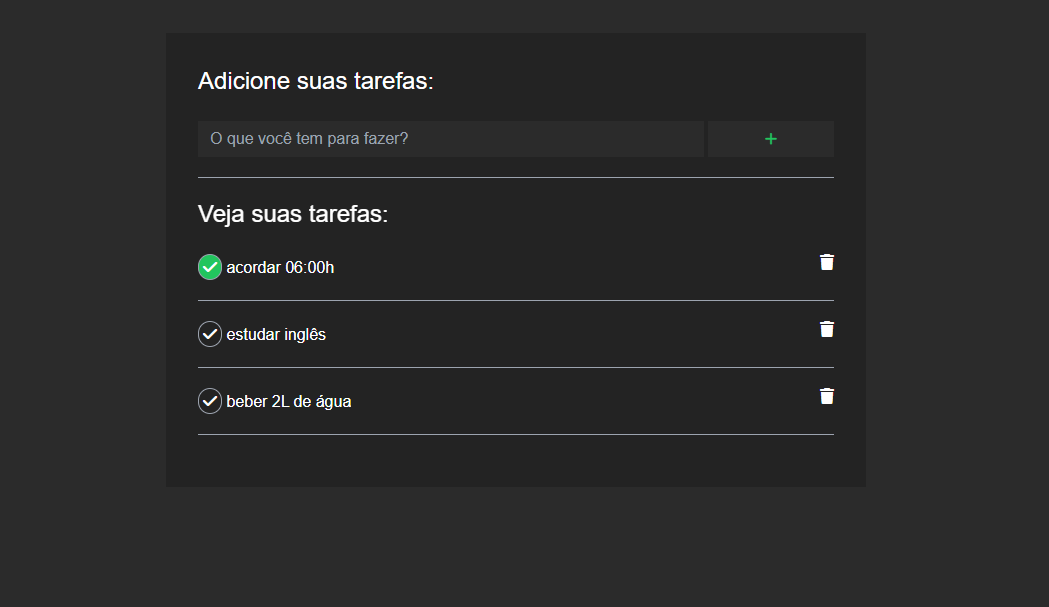 Adicione suas tarefas:
O que você tem para fazer?
+
Veja suas tarefas:
acordar 06:00h
estudar inglês
beber 2L de água